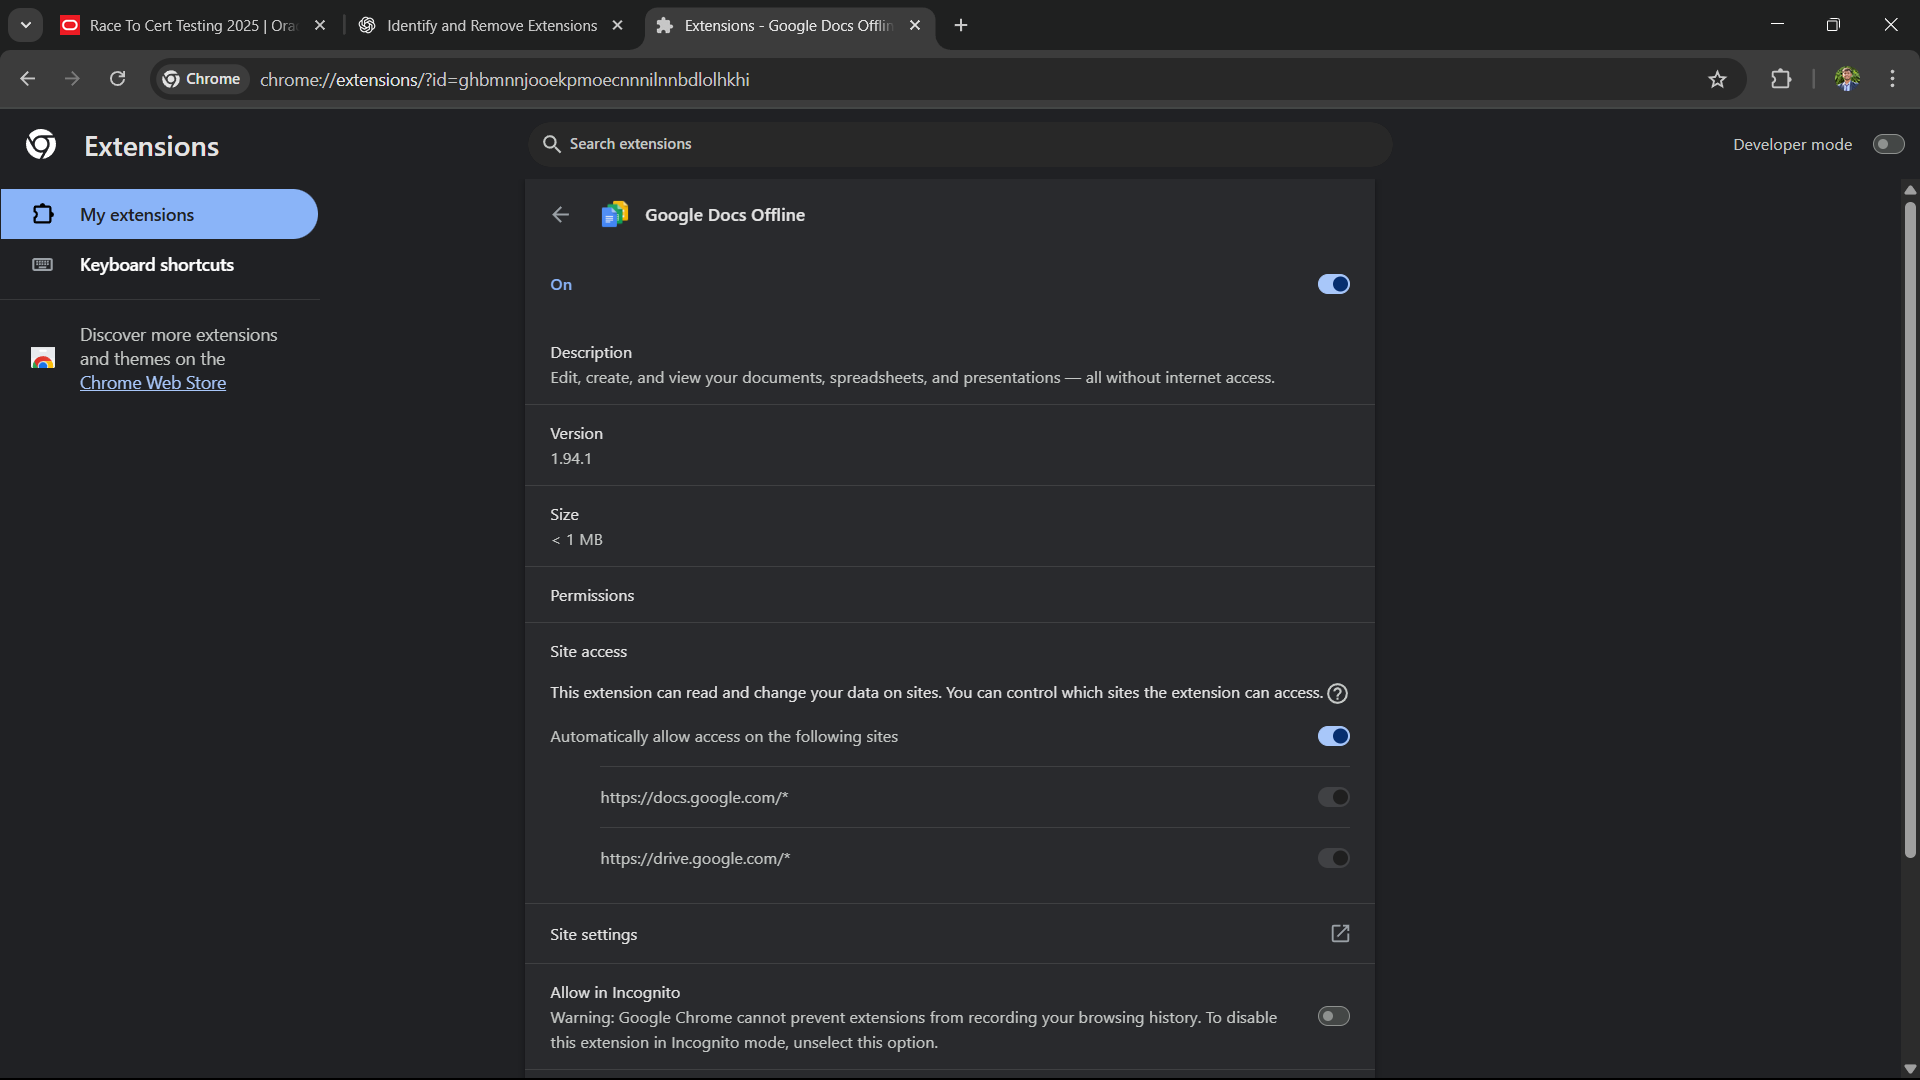 Race To Cert Testing 2025 | Ora
Identify and Remove Extensions
Extensions - Google Docs Offlin
Chrome
chrome://extensions/?id=ghbmnnjooekpmoecnnnilnnbdlolhkhi
Extensions
Search extensions
Developer mode
My extensions
Keyboard shortcuts
Discover more extensions
and themes on the
Chrome Web Store
Google Docs Offline
On
Description
Edit, create, and view your documents, spreadsheets, and presentations — all without internet access.
Version
1.94.1
Size
< 1 MB
Permissions
Site access
This extension can read and change your data on sites. You can control which sites the extension can access.
Automatically allow access on the following sites
https://docs.google.com/*
https://drive.google.com/*
Site settings
Allow in Incognito
Warning: Google Chrome cannot prevent extensions from recording your browsing history. To disable
this extension in Incognito mode, unselect this option.